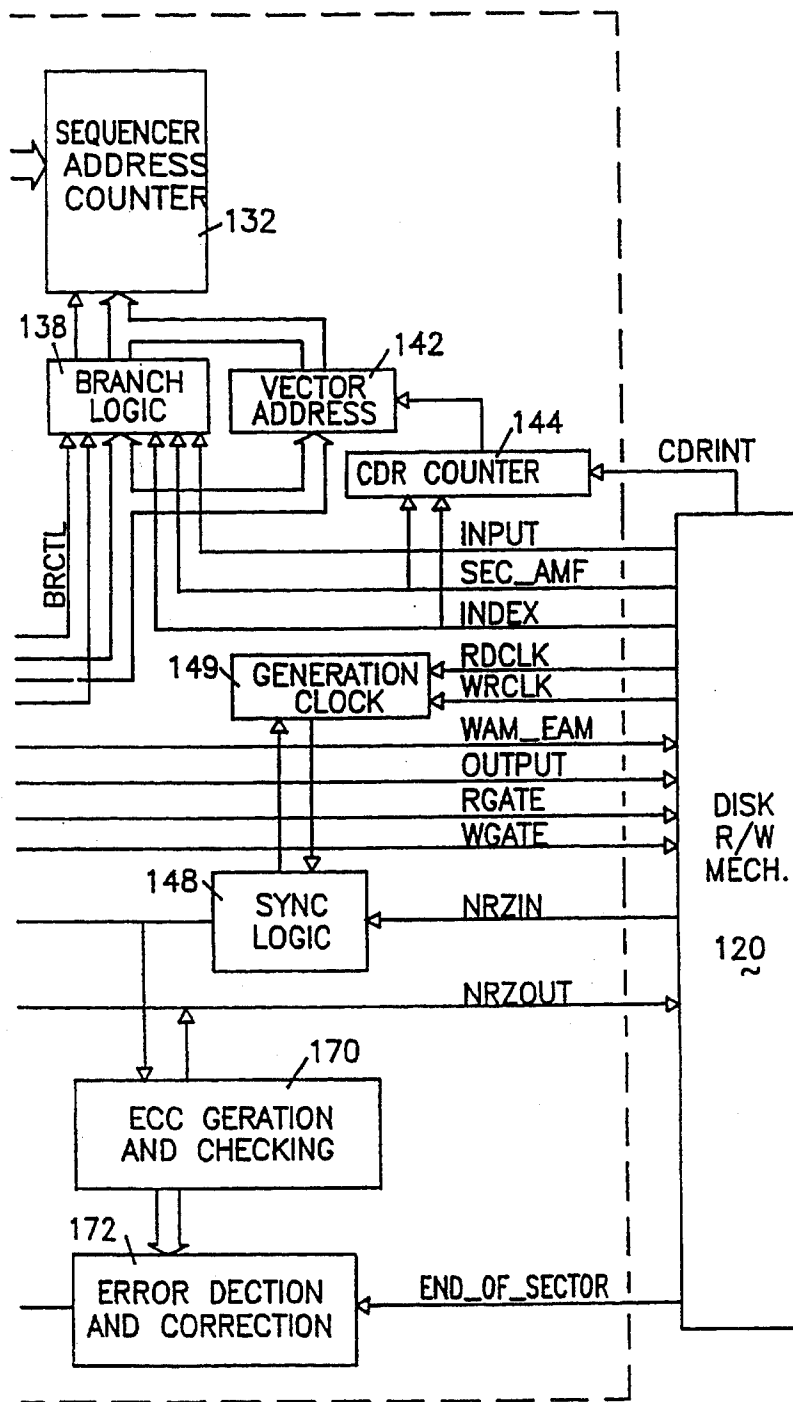 SEQUENCER
ADDRESS
COUNTER
132
138
BRANCH
LOGIC
142
VECTOR
ADDRESS
144
CDR COUNTER
CDRINT
BRCTL
INPUT
SEC_AMF
INDEX
149
GENERATION
CLOCK
RDCLK
WRCLK
WAM_EAM
OUTPUT
RGATE
WGATE
DISK
R/W
MECH.
120
148
SYNC
LOGIC
NRZIN
NRZOUT
170
ECC GERATION
AND CHECKING
172
ERROR DECTION
AND CORRECTION
END_OF_SECTOR